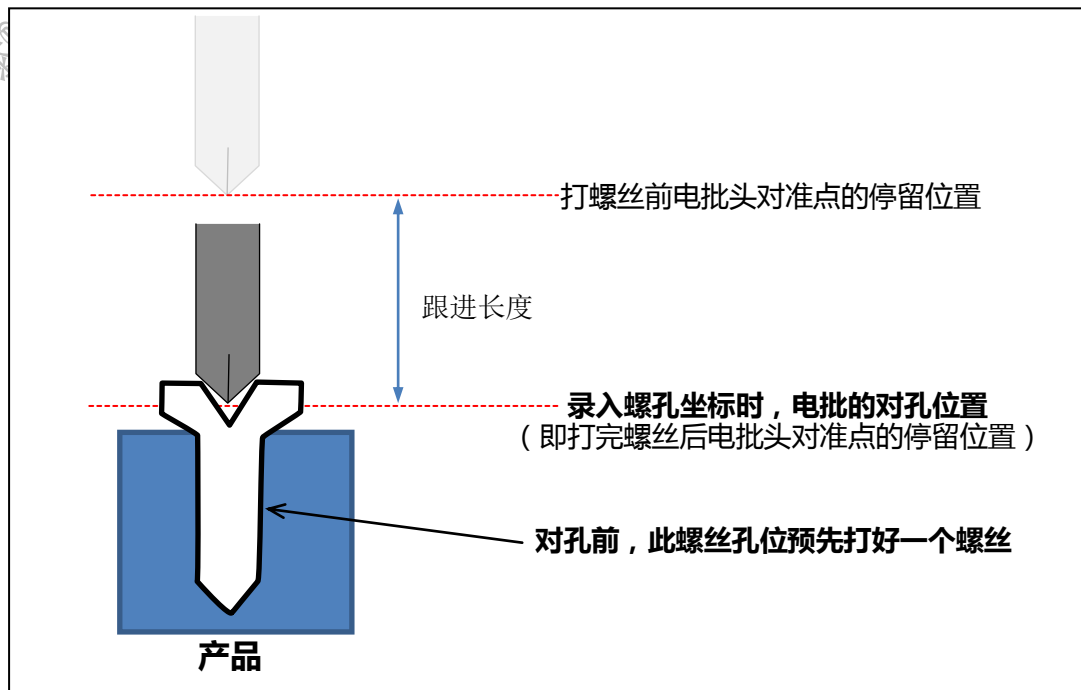 打螺丝前电批头对准点的停留位置
跟进长度
录入螺孔坐标时，电批的对孔位置
（即打完螺丝后电批头对准点的停留位置）
对孔前，此螺丝孔位预先打好一个螺丝
产品